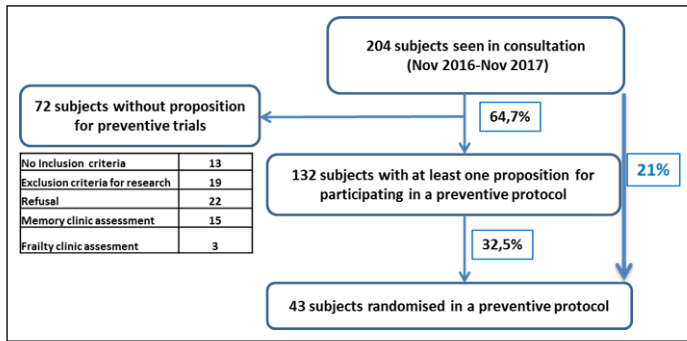 204 subjects seen in consultation
(Nov 2016-Nov 2017)
72 subjects without proposition
for preventive trials
64,7%
No Inclusion criteria 13
Exclusion criteria for research 19
Refusal 22
Memory clinic assessment 15
Frailty clinic assesment 3
132 subjects with at least one proposition for
participating in a preventive protocol
21%
32,5%
43 subjects randomised in a preventive protocol